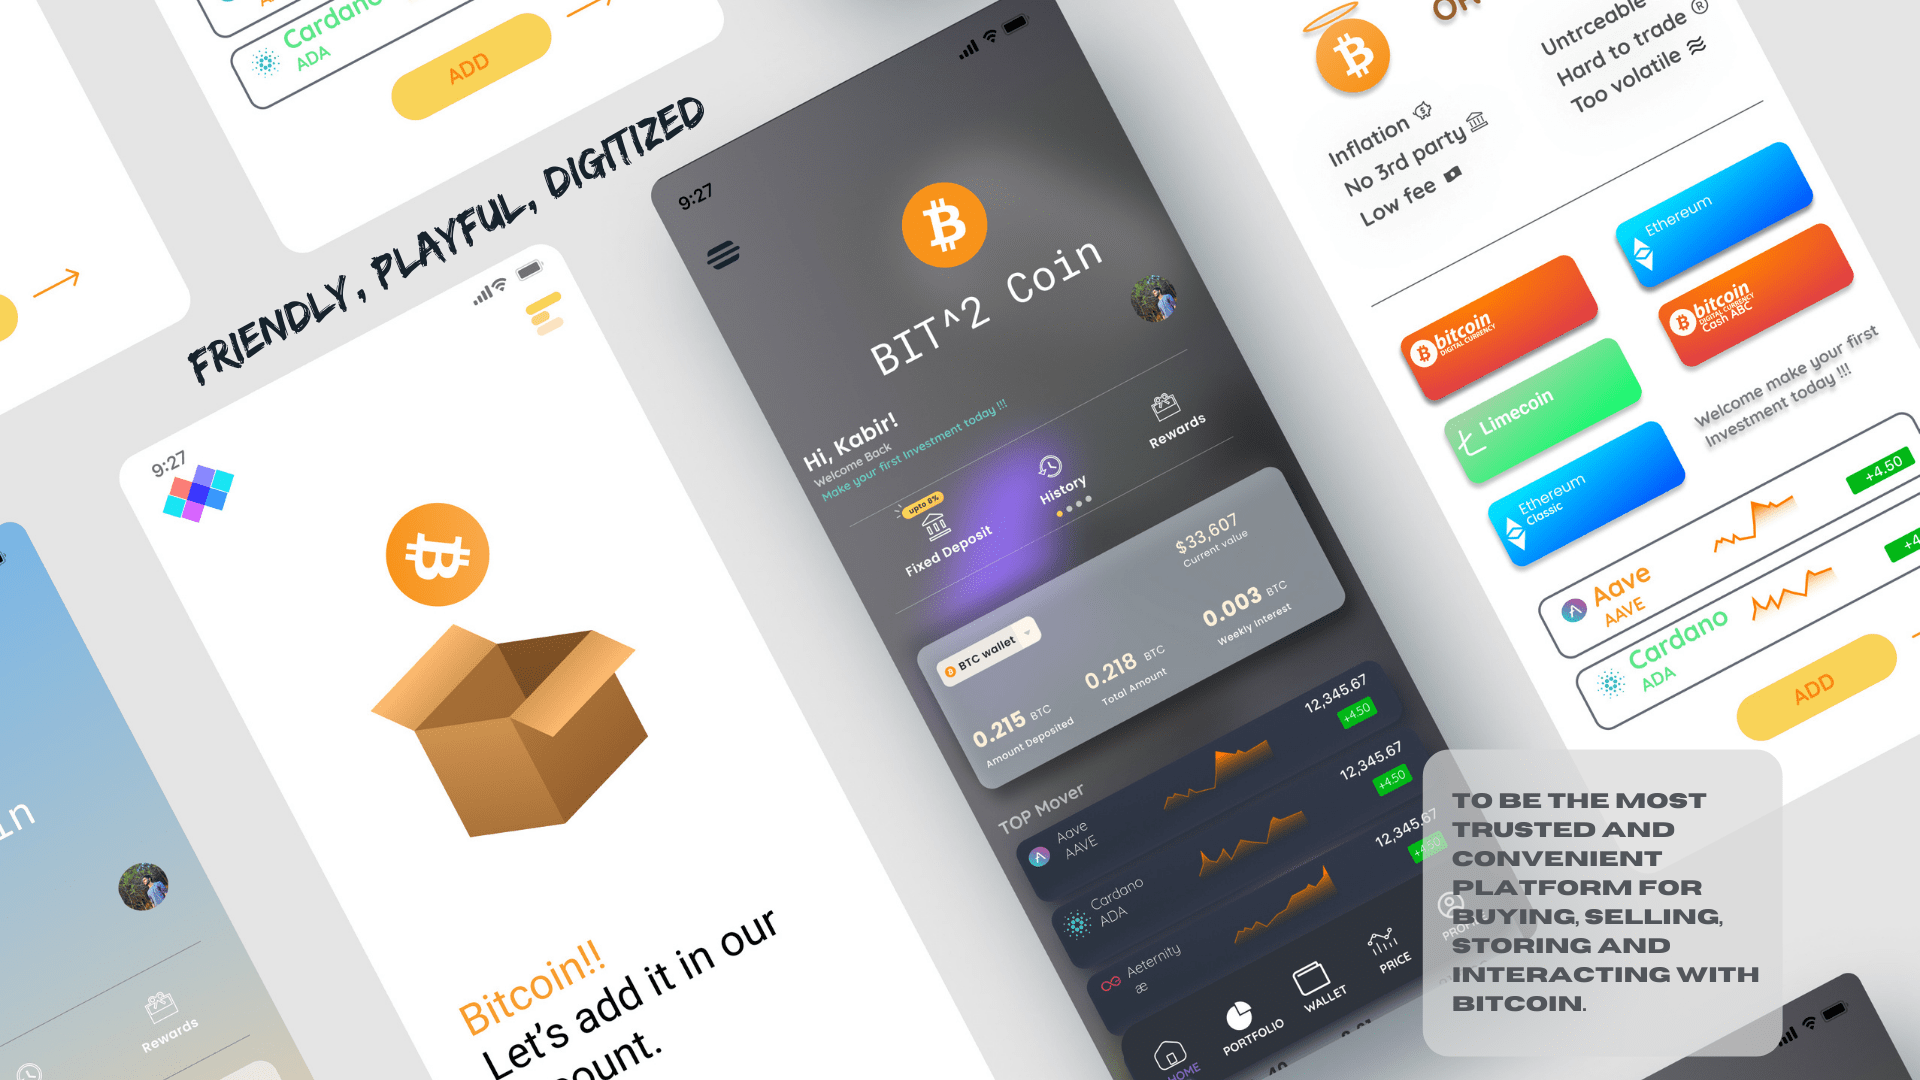 Cardano
ADA
ADD
FRIENDLY, PLAYFUL, DIGITIZED
9:27
Bitcoin!!
Let's add it in our
Rewards
9:27
BIT^2 Coin
Hi, Kabir!
Welcome Back
Make your first Investment today !!!
upto 8%
Fixed Deposit
History
Rewards
BTC wallet
$33,607
Current value
0.215 BTC
Amount Deposited
0.218 BTC
Total Amount
0.003 BTC
Weekly Interest
TOP Mover
Aave
AAVE
12,345.67
+4.50
Cardano
ADA
12,345.67
+4.50
Aeternity
æ
12,345.67
+4.50
HOME
PORTFOLIO
WALLET
PRICE
Inflation
No 3rd party
Low fee
Untrceable
Hard to trade ®
Too volatile
Ethereum
bitcoin
DIGITAL CURRENCY
bitcoin
DIGITAL CURRENCY
Cash ABC
Limecoin
Ethereum
Classic
Welcome make your first
Investment today !!!
Aave
AAVE
+4.50
Cardano
ADA
ADD
TO BE THE MOST
TRUSTED AND
CONVENIENT
PLATFORM FOR
BUYING, SELLING,
STORING AND
INTERACTING WITH
BITCOIN.